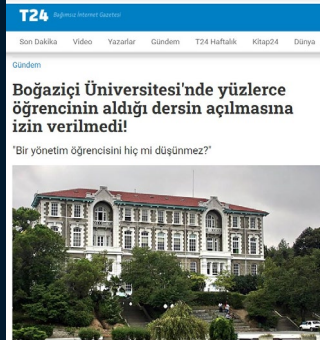 T24 Bağımsız İnternet Gazetesi
Son Dakika Video Yazarlar Gündem T24 Haftalık Kitap24 Dünya
Gündem
Boğaziçi Üniversitesi'nde yüzlerce
öğrencinin aldığı dersin açılmasına
izin verilmedi!
"Bir yönetim öğrencisini hiç mi düşünmez?"